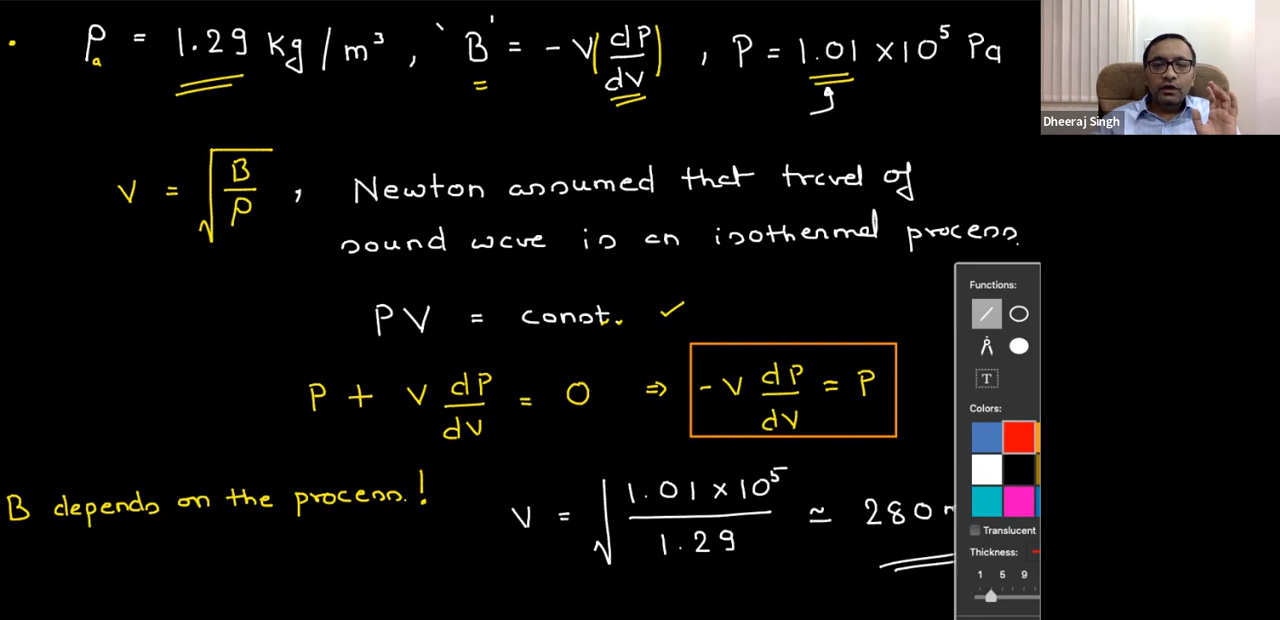 • ρₐ = 1.29 kg/m³, 'B' = -V(dP/dV), P = 1.01 × 10⁵ Pa
Dheeraj Singh
V = √(B/ρ), Newton assumed that travel of
sound wave is an isothermal process.
PV = const. ✓
P + V dP/dV = 0 ⇒ -V dP/dV = P
B depends on the process!
V = √(1.01 × 10⁵/1.29) ≃ 280
Functions:
T
Colors:
Translucent
Thickness:
1 5 9